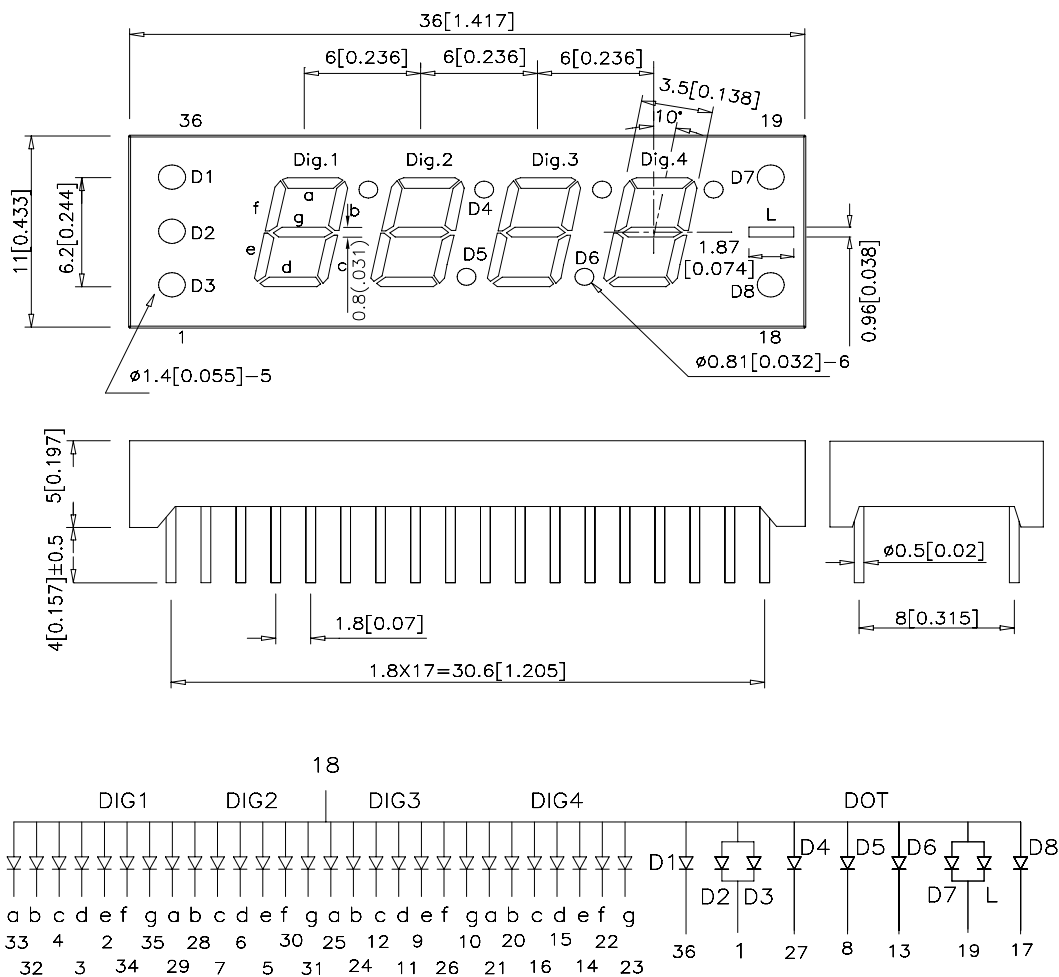 36[1.417]
6[0.236] 6[0.236] 6[0.236]
3.5[0.138]
10°
36 19
Dig.1 Dig.2 Dig.3 Dig.4
D1 D7
a
f b D4
g L
D2
e
1.87
[0.074]
d c D5 D6
D3 D8
11[0.433]
6.2[0.244]
0.8(.031)
0.96[0.038]
1 18
ø1.4[0.055]-5
ø0.81[0.032]-6
5[0.197]
4[0.157]±0.5
ø0.5[0.02]
1.8[0.07]
8[0.315]
1.8X17=30.6[1.205]
18
DIG1 DIG2 DIG3 DIG4 DOT
D1 D4 D5 D6 D8
D2 D3 D7 L
a b c d e f g a b c d e f g a b c d e f g a b c d e f g
33 4 2 35 28 6 30 25 12 9 10 20 15 22 36 1 27 8 13 19 17
32 3 34 29 7 5 31 24 11 26 21 16 14 23